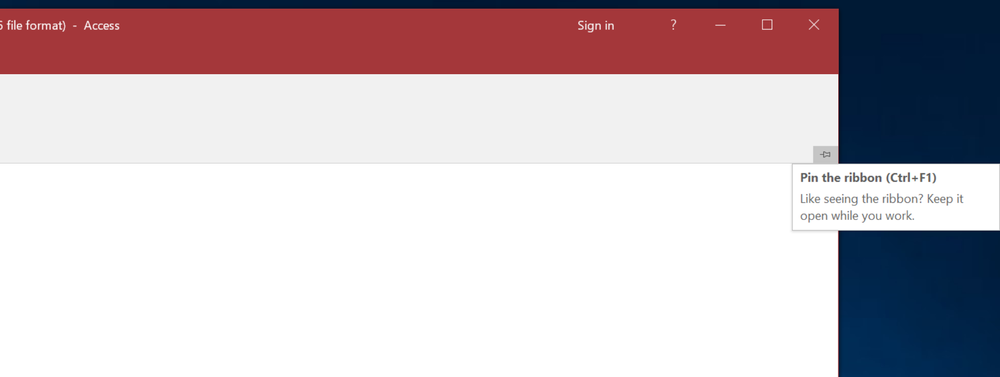 6 file format) - Access
Sign in ?
Pin the ribbon (Ctrl+F1)
Like seeing the ribbon? Keep it
open while you work.